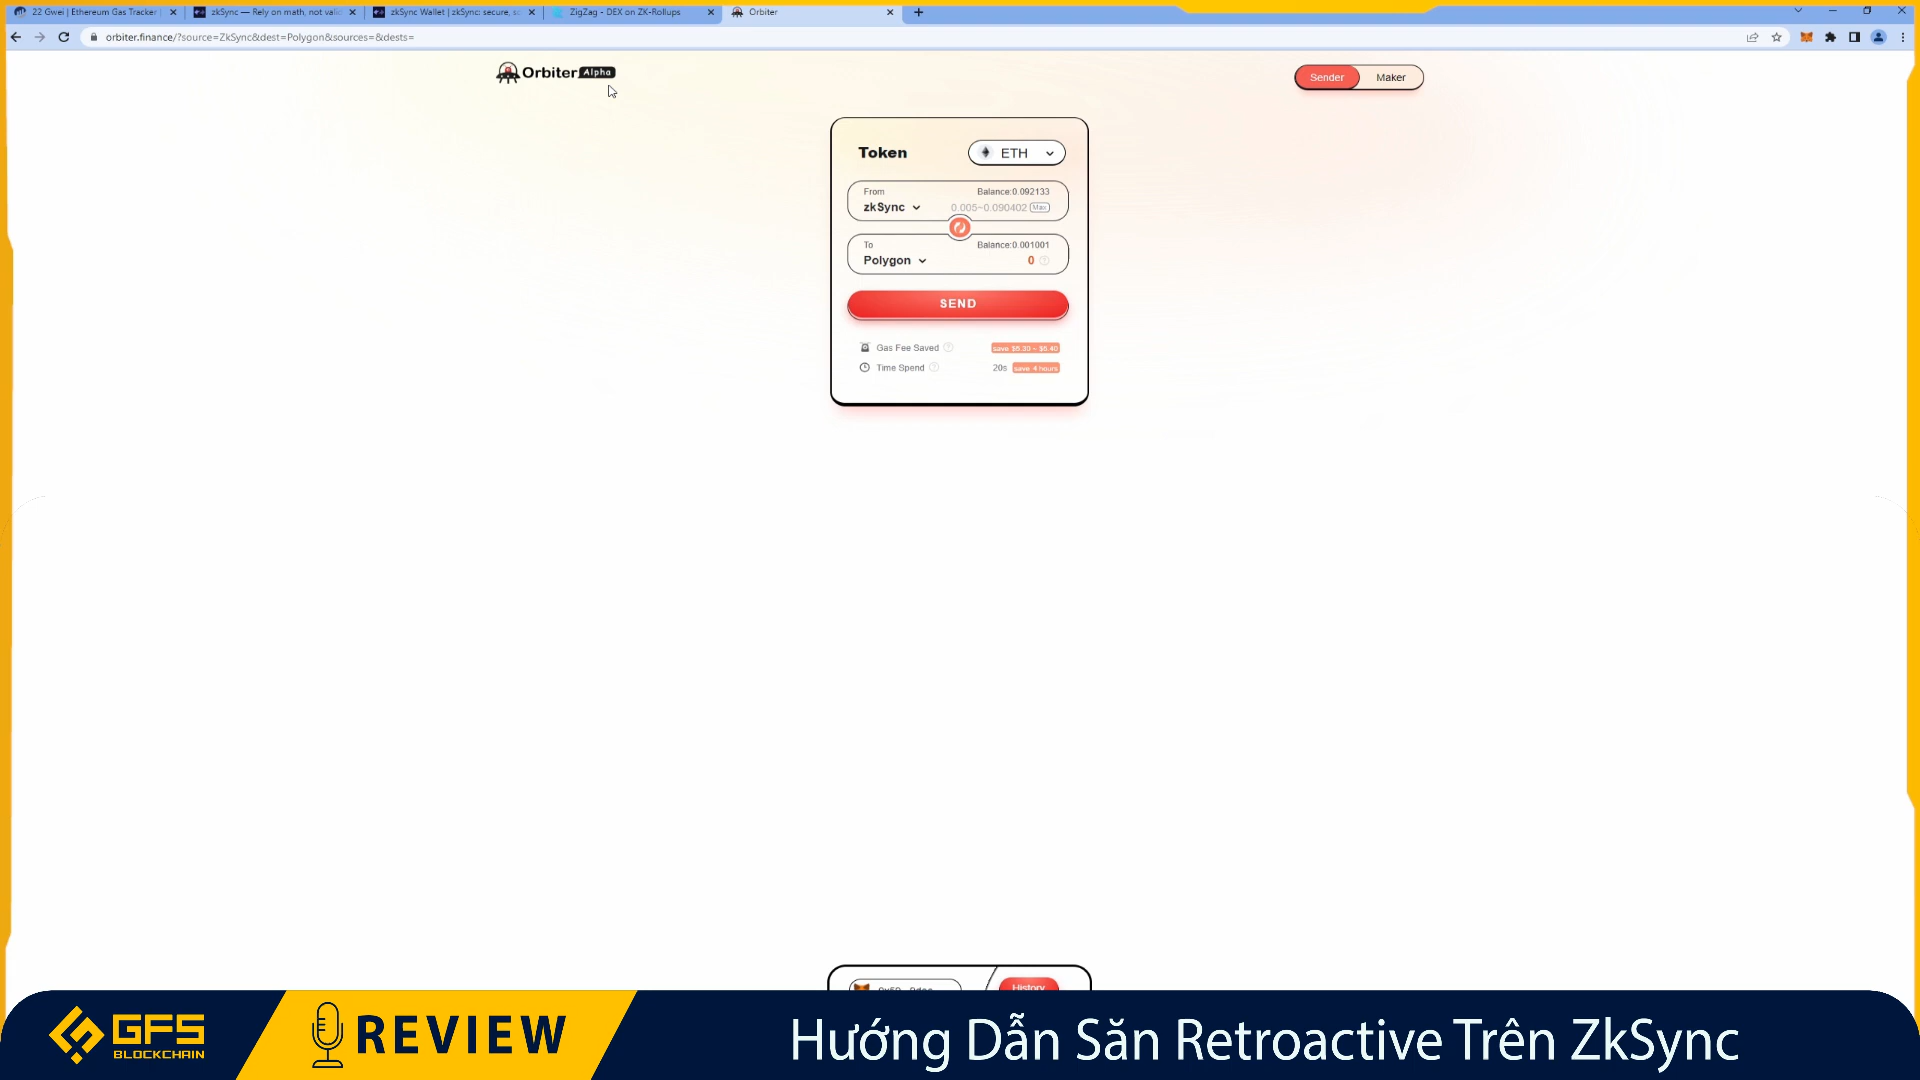 22 Gwei | Ethereum Gas Tracker
zkSync — Rely on math, not vali
zkSync Wallet | zkSync: secure, s
ZigZag - DEX on ZK-Rollups
Orbiter
orbiter.finance/?source=ZkSync&dest=Polygon&sources=&dests=
Orbiter Alpha
Sender
Maker
Token
ETH
From
Balance:0.092133
zkSync
0.005~0.090402 Max
To
Balance:0.001001
Polygon
0
SEND
Gas Fee Saved
Time Spend
20s save 4 hours
History
GFS
BLOCKCHAIN
REVIEW
Hướng Dẫn Săn Retroactive Trên ZkSync